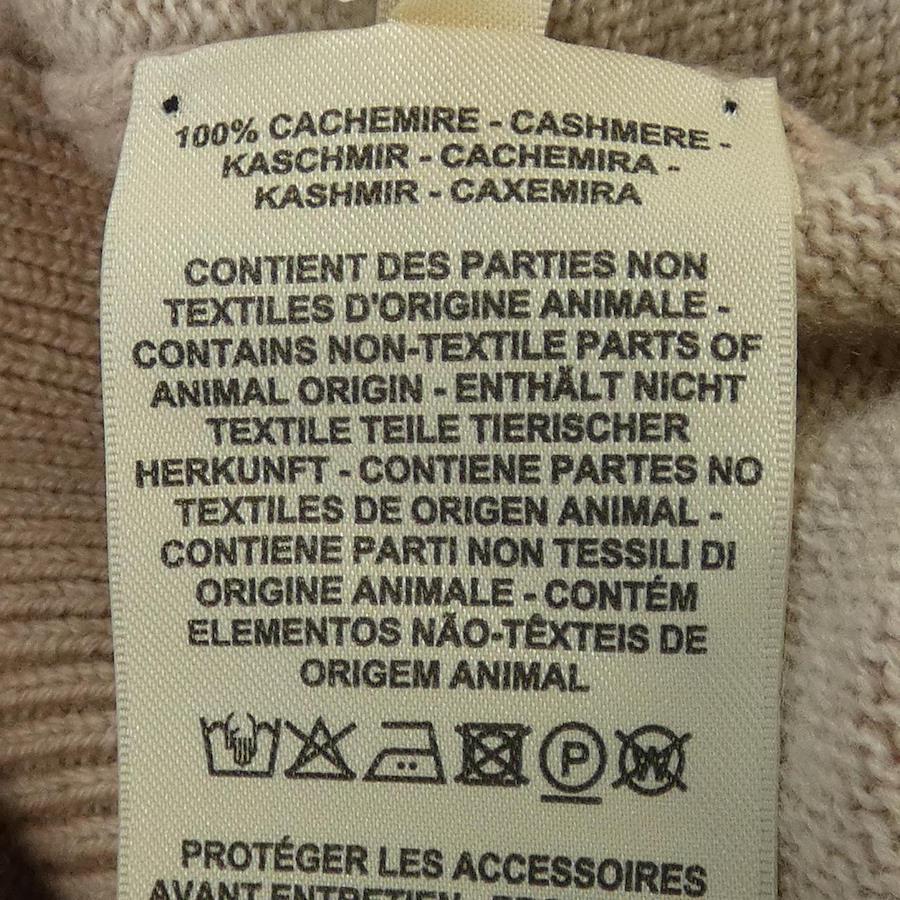 100% CACHEMIRE - CASHMERE -
KASCHMIR - CACHEMIRA -
KASHMIR - CAXEMIRA
CONTIENT DES PARTIES NON
TEXTILES D'ORIGINE ANIMALE -
CONTAINS NON-TEXTILE PARTS OF
ANIMAL ORIGIN - ENTHÄLT NICHT
TEXTILE TEILE TIERISCHER
HERKUNFT - CONTIENE PARTES NO
TEXTILES DE ORIGEN ANIMAL -
CONTIENE PARTI NON TESSILI DI
ORIGINE ANIMALE - CONTÉM
ELEMENTOS NÃO-TÊXTEIS DE
ORIGEM ANIMAL
P W
PROTÉGER LES ACCESSOIRES
AVANT ENTRETIEN -